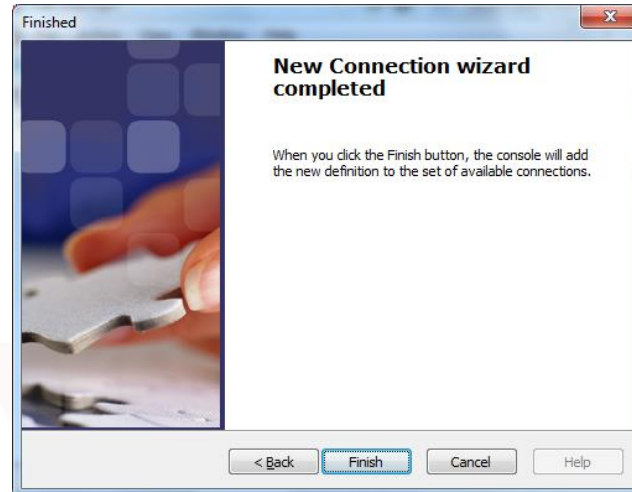 Finished
New Connection wizard
completed
When you click the Finish button, the console will add
the new definition to the set of available connections.
< Back
Finish
Cancel
Help